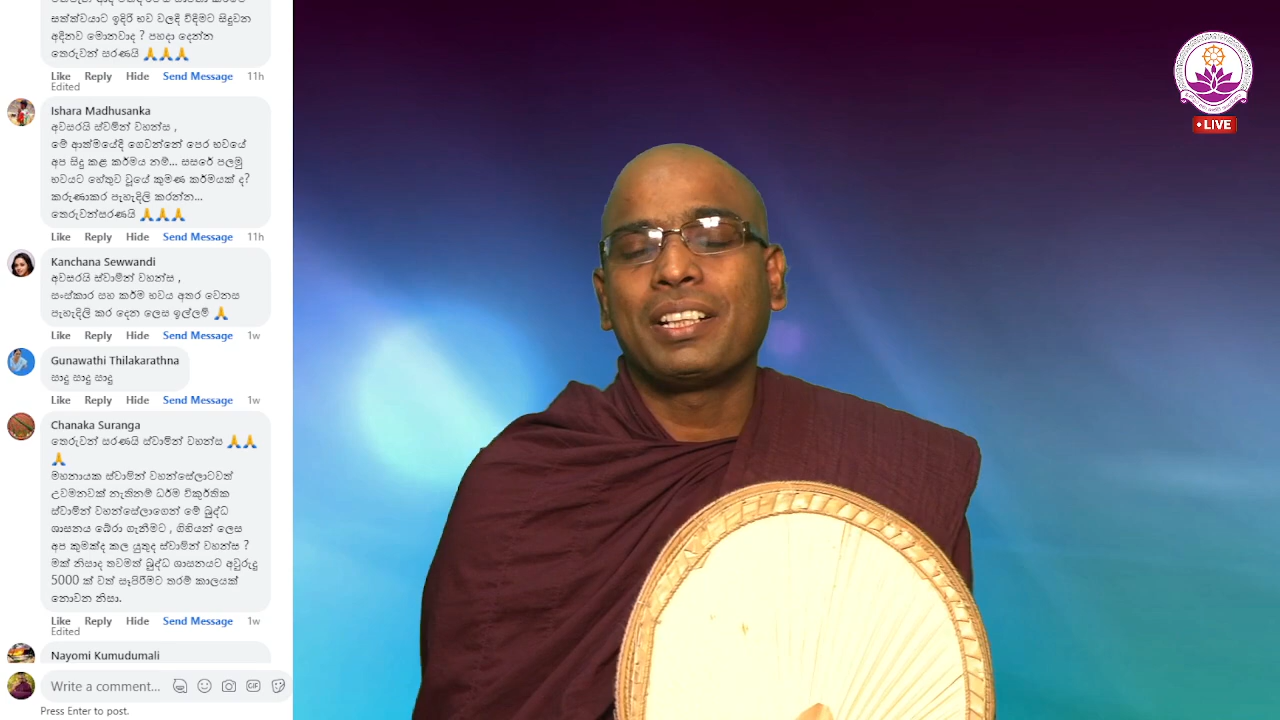 සත්ත්වයාට ඉදිරි භව වලදී විඳීමට සිදුවන
ආදීනව මොනවාද ? පහදා දෙන්න
තෙරුවන් සරණයි 🙏🙏🙏
Like Reply Hide Send Message 11h
Edited
Ishara Madhusanka
අවසරයි ස්වමින් වහන්ස ,
මේ ආත්මයේදී ගෙවන්නේ පෙර භවයේ
අප සිදු කළ කර්මය නම්... සසරේ පලමු
භවයට හේතුව වූයේ කුමණ කර්මයක් ද?
කරුණාකර පැහැදිලි කරන්න...
තෙරුවන්සරණයි 🙏🙏🙏
Like Reply Hide Send Message 11h
Kanchana Sewwandi
අවසරයි ස්වාමින් වහන්ස ,
සංස්කාර සහ කර්ම භවය අතර වෙනස
පැහැදිලි කර දෙන ලෙස ඉල්ලම් 🙏
Like Reply Hide Send Message 1w
Gunawathi Thilakarathna
සාදු සාදු සාදු
Like Reply Hide Send Message 1w
Chanaka Suranga
තෙරුවන් සරණයි ස්වාමින් වහන්ස 🙏🙏
🙏
මහනායක ස්වාමින් වහන්සේලාටවත්
උවමනවක් නැතිනම් ධර්ම විකුර්තික
ස්වාමින් වහන්සේලාගෙන් මේ බුද්ධ
ශාසනය බේරා ගැනීමට , ගිහියන් ලෙස
අප කුමක්ද කල යුතුද ස්වාමින් වහන්ස ?
මක් නිසාද තවමත් බුද්ධ ශාසනයට අවුරුදු
5000 ක් වත් සැපිරීමට තරම් කාලයක්
නොවන නිසා.
Like Reply Hide Send Message 1w
Edited
Nayomi Kumudumali
Write a comment...
GIF
Press Enter to post.
LIVE